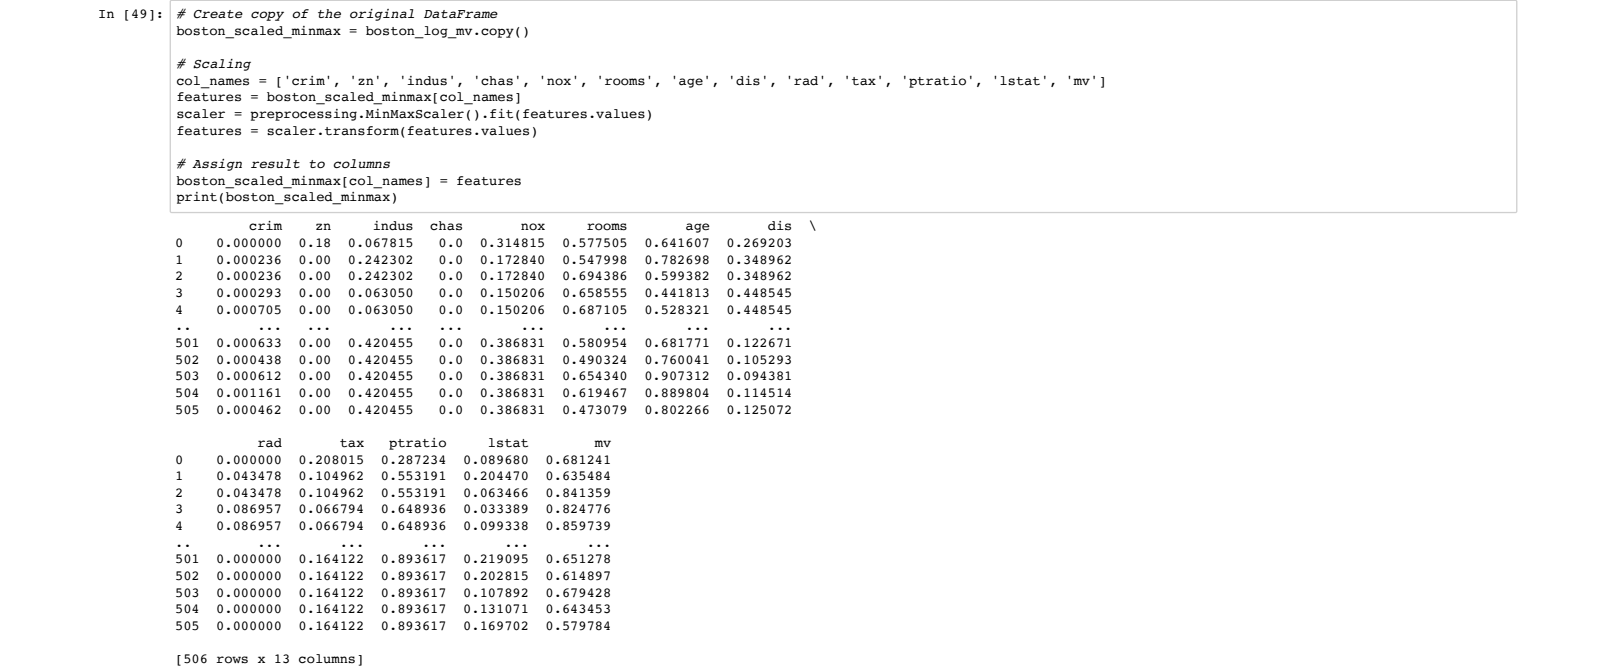 In [49]: # Create copy of the original DataFrame
boston_scaled_minmax = boston_log_mv.copy()
# Scaling
col_names = ['crim', 'zn', 'indus', 'chas', 'nox', 'rooms', 'age', 'dis', 'rad', 'tax', 'ptratio', 'lstat', 'mv']
features = boston_scaled_minmax[col_names]
scaler = preprocessing.MinMaxScaler().fit(features.values)
features = scaler.transform(features.values)
# Assign result to columns
boston_scaled_minmax[col_names] = features
print(boston_scaled_minmax)
crim zn indus chas nox rooms age dis \
0 0.000000 0.18 0.067815 0.0 0.314815 0.577505 0.641607 0.269203
1 0.000236 0.00 0.242302 0.0 0.172840 0.547998 0.782698 0.348962
2 0.000236 0.00 0.242302 0.0 0.172840 0.694386 0.599382 0.348962
3 0.000293 0.00 0.063050 0.0 0.150206 0.658555 0.441813 0.448545
4 0.000705 0.00 0.063050 0.0 0.150206 0.687105 0.528321 0.448545
.. ... ... ... ... ... ... ... ...
501 0.000633 0.00 0.420455 0.0 0.386831 0.580954 0.681771 0.122671
502 0.000438 0.00 0.420455 0.0 0.386831 0.490324 0.760041 0.105293
503 0.000612 0.00 0.420455 0.0 0.386831 0.654340 0.907312 0.094381
504 0.001161 0.00 0.420455 0.0 0.386831 0.619467 0.889804 0.114514
505 0.000462 0.00 0.420455 0.0 0.386831 0.473079 0.802266 0.125072
rad tax ptratio lstat mv
0 0.000000 0.208015 0.287234 0.089680 0.681241
1 0.043478 0.104962 0.553191 0.204470 0.635484
2 0.043478 0.104962 0.553191 0.063466 0.841359
3 0.086957 0.066794 0.648936 0.033389 0.824776
4 0.086957 0.066794 0.648936 0.099338 0.859739
.. ... ... ... ... ...
501 0.000000 0.164122 0.893617 0.219095 0.651278
502 0.000000 0.164122 0.893617 0.202815 0.614897
503 0.000000 0.164122 0.893617 0.107892 0.679428
504 0.000000 0.164122 0.893617 0.131071 0.643453
505 0.000000 0.164122 0.893617 0.169702 0.579784
[506 rows x 13 columns]